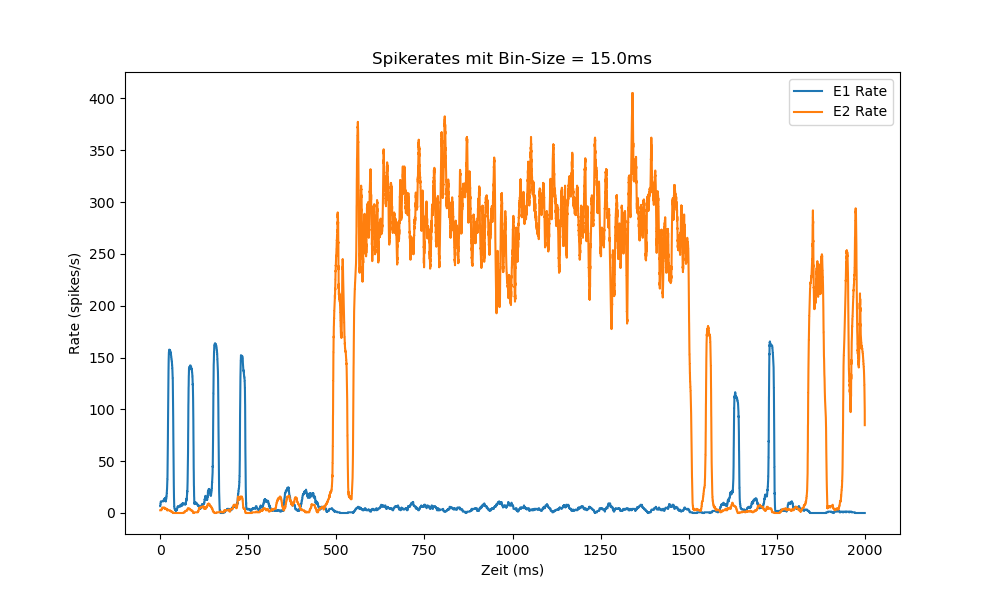 Spikerates mit Bin-Size = 15.0ms
E1 Rate
E2 Rate
Rate (spikes/s)
400
350
300
250
200
150
100
50
0
0 250 500 750 1000 1250 1500 1750 2000
Zeit (ms)